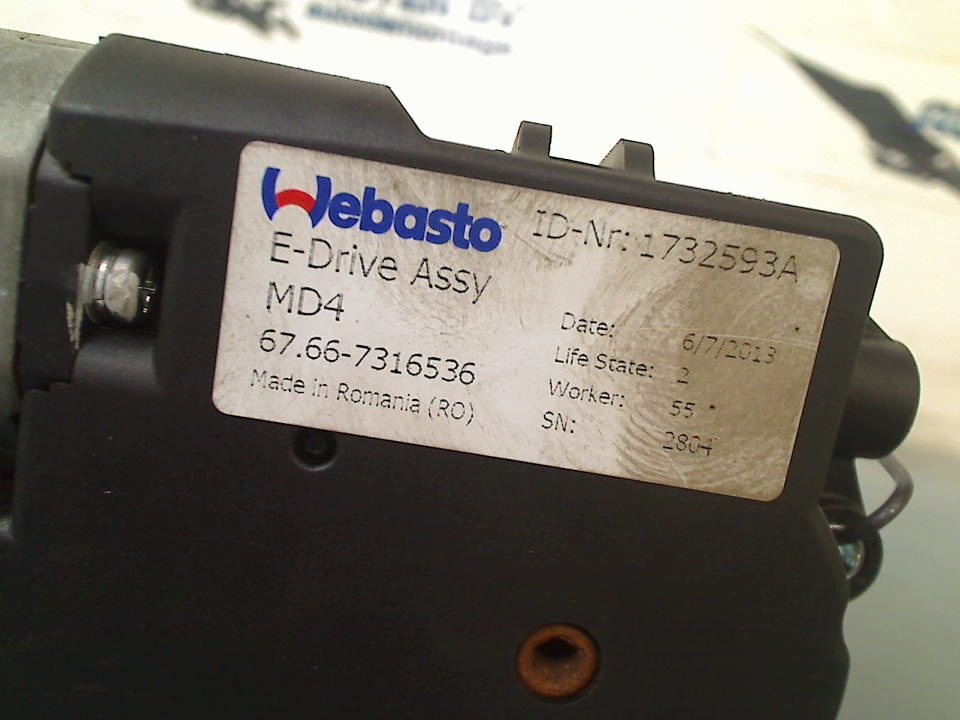 autodemontage
Webasto
E-Drive Assy
MD4
67.66-7316536
Made in Romania (RO)
ID-Nr: 1732593A
Date: 6/7/2013
Life State: 2
Worker: 55
SN: 2804